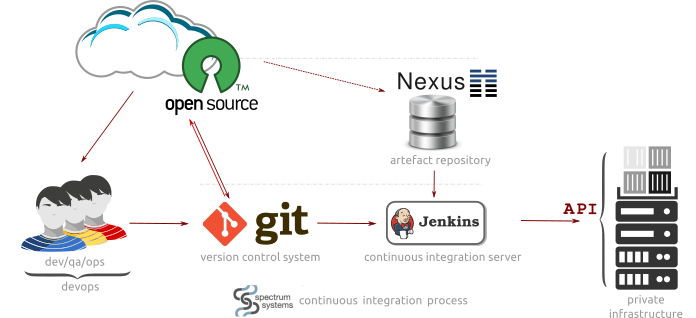 TM
open source
Nexus
artefact repository
git
Jenkins
API
version control system
continuous integration server
dev/qa/ops
devops
spectrum
systems
continuous integration process
private
infrastructure